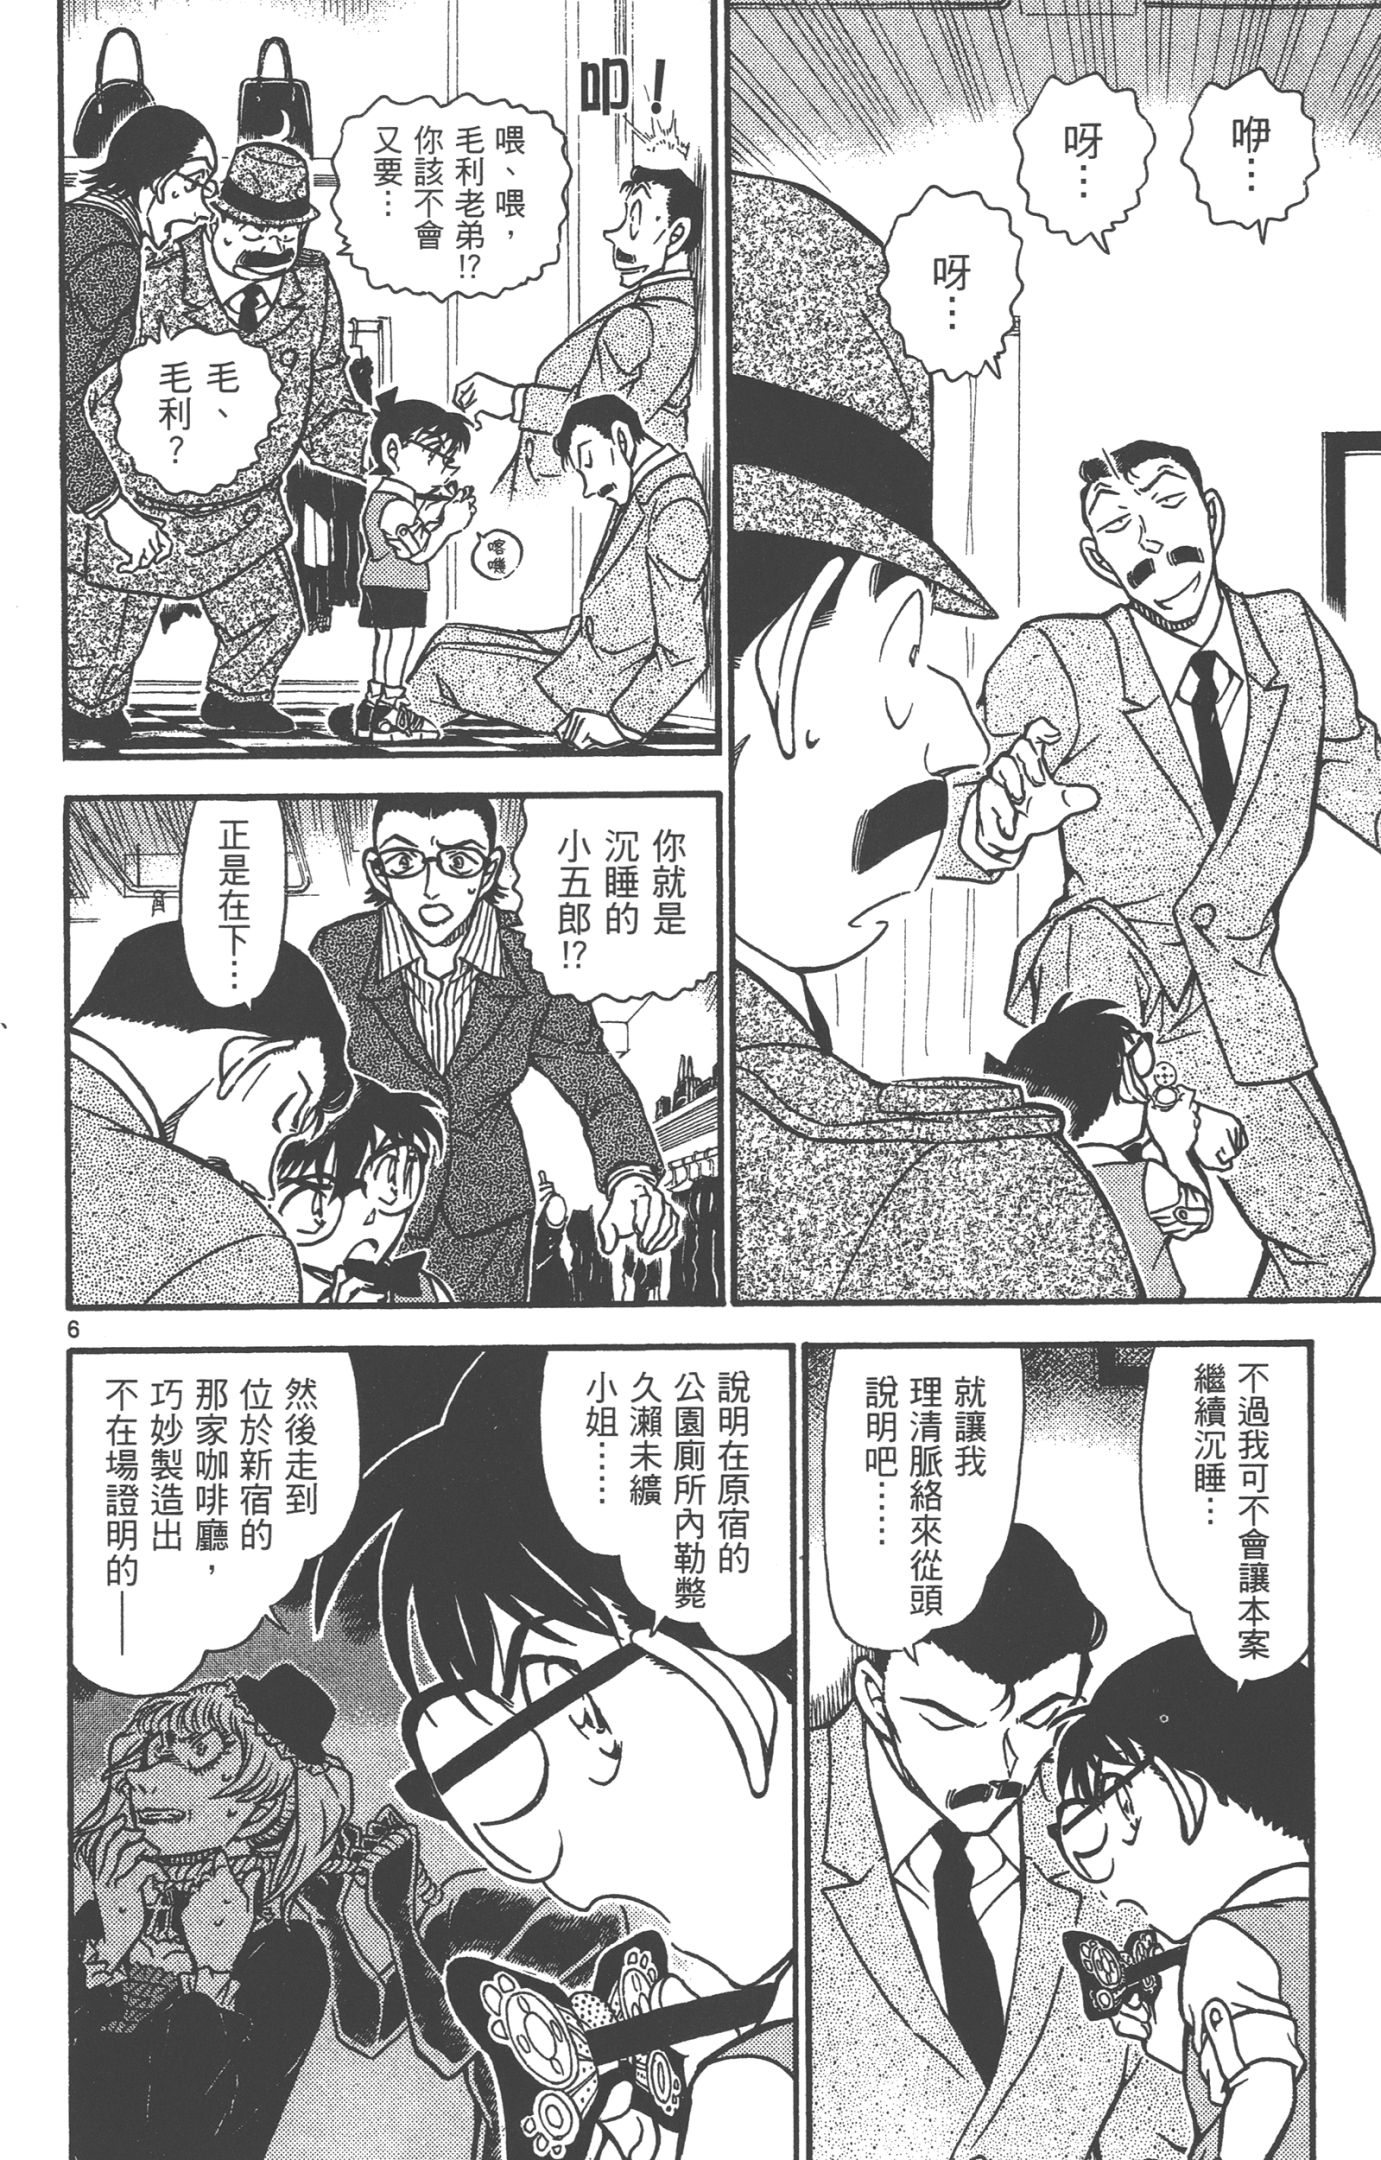 咿…
呀…
呀…
叩！
喂、喂，
毛利老弟!?
你該不會
又要…
毛、
毛利？
喀
嘰
你就是
沉睡的
小五郎!?
正是在下…
6
不過我可不會讓本案
繼續沉睡…
就讓我
理清脈絡來從頭
說明吧……
說明在原宿的
公園廁所內勒斃
久瀨未纊
小姐……
然後走到
位於新宿的
那家咖啡廳，
巧妙製造出
不在場證明的——